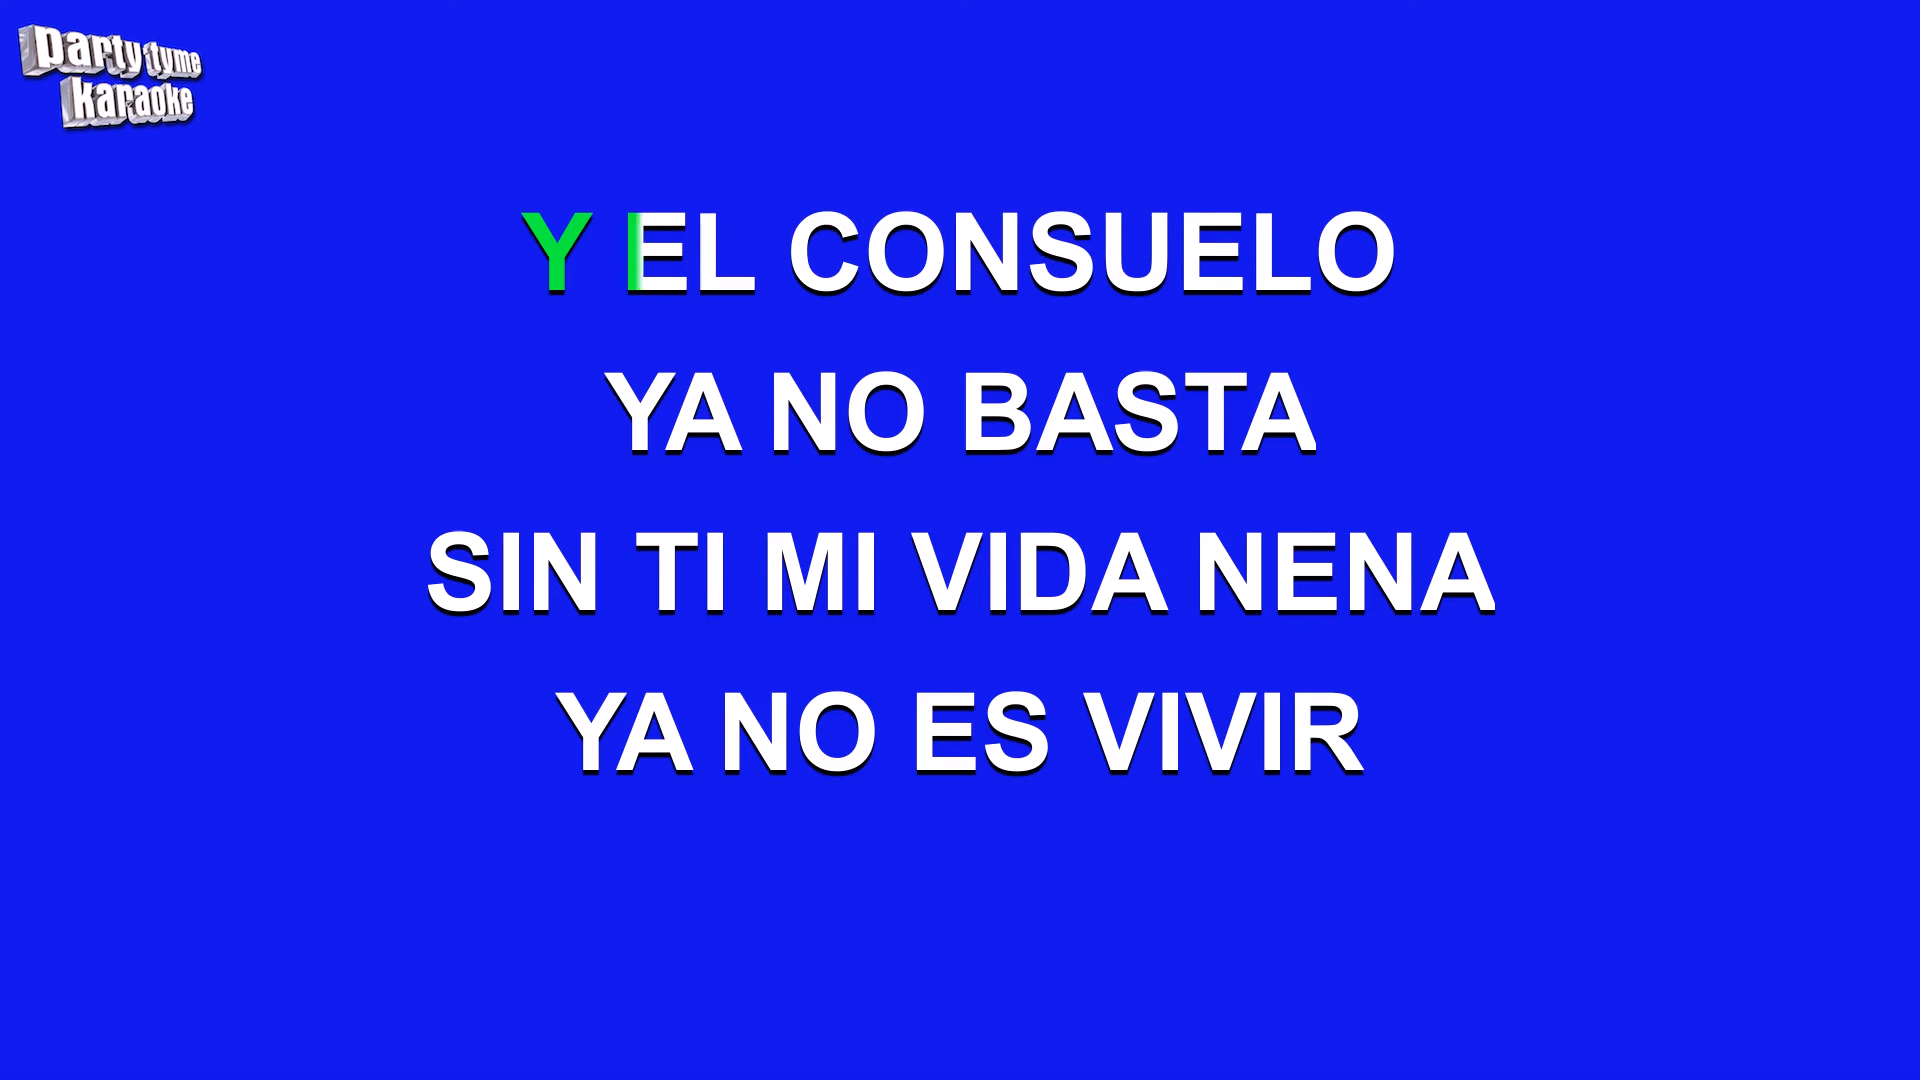 party tyme
karaoke
Y EL CONSUELO
YA NO BASTA
SIN TI MI VIDA NENA
YA NO ES VIVIR